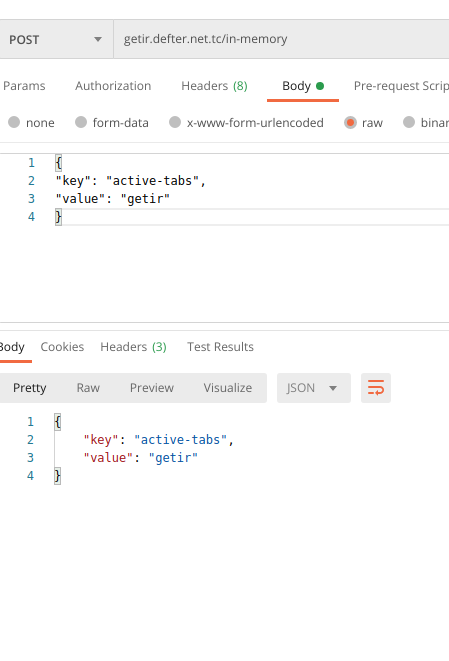 POST getir.defter.net.tc/in-memory
Params Authorization Headers (8) Body Pre-request Scrip
none form-data x-www-form-urlencoded raw binar
1 {
2 "key": "active-tabs",
3 "value": "getir"
4 }
Body Cookies Headers (3) Test Results
Pretty Raw Preview Visualize JSON
1 {
2 "key": "active-tabs",
3 "value": "getir"
4 }